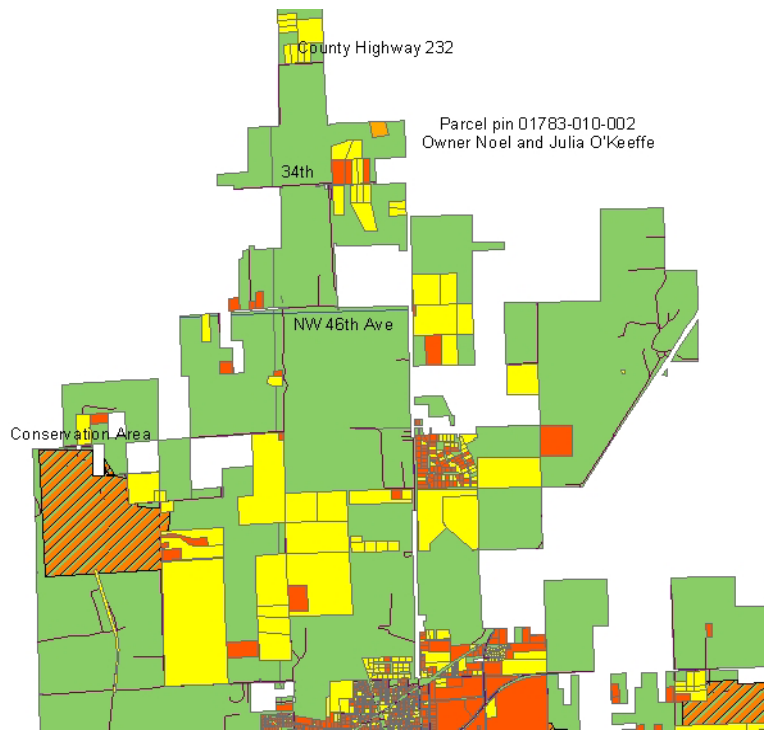 County Highway 232
Parcel pin 01783-010-002
Owner Noel and Julia O'Keeffe
34th
NW 46th Ave
Conservation Area